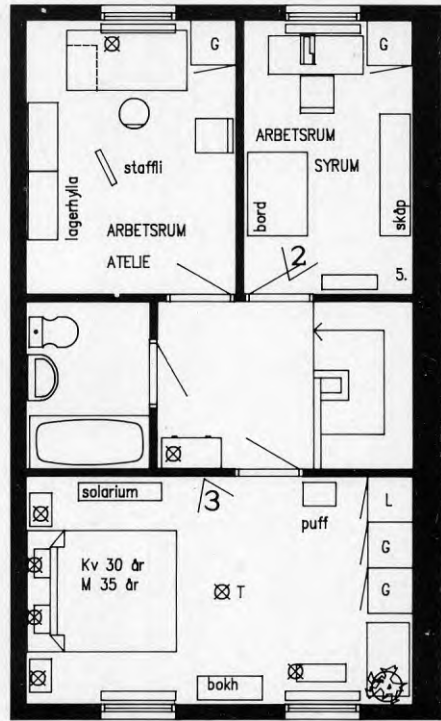 G
G
ARBETSRUM
SYRUM
staffli
lagerhylla
bord
skåp
ARBETSRUM
ATELIE
2
5.
solarium
3
puff
L
Kv 30 år
M 35 år
G
T
G
bokh